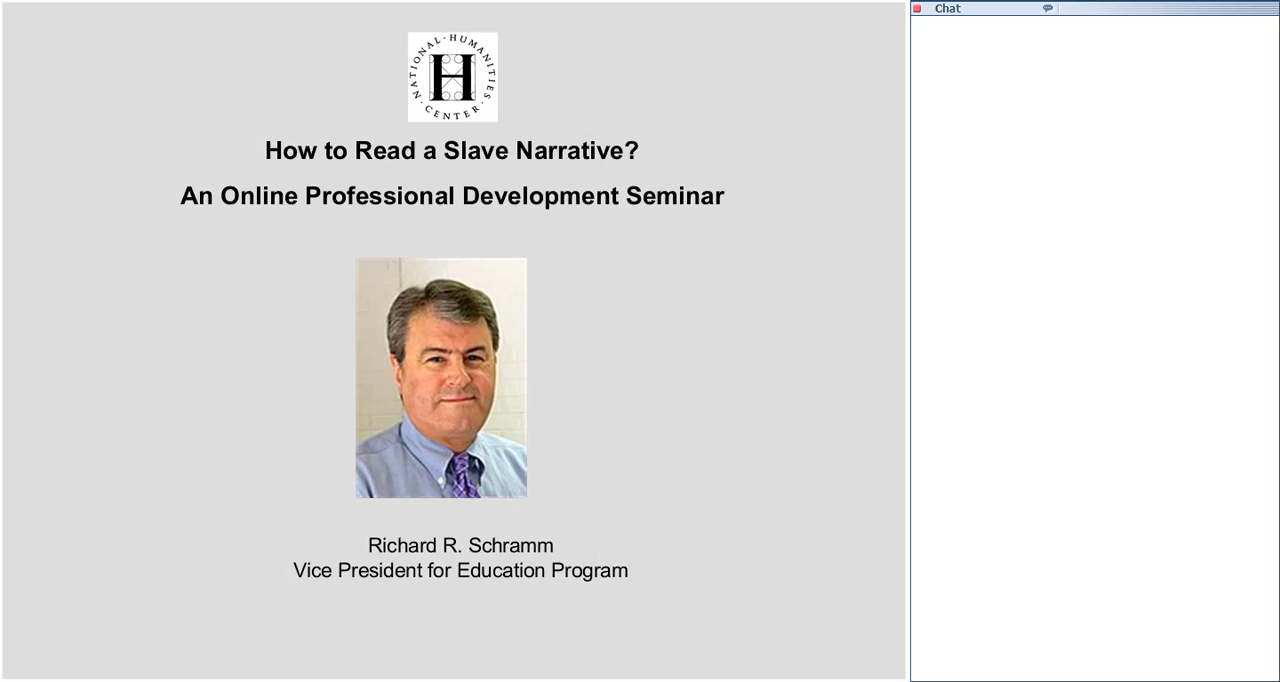 NATIONAL · HUMANITIES · CENTER ·
H
How to Read a Slave Narrative?
An Online Professional Development Seminar
Richard R. Schramm
Vice President for Education Program
Chat